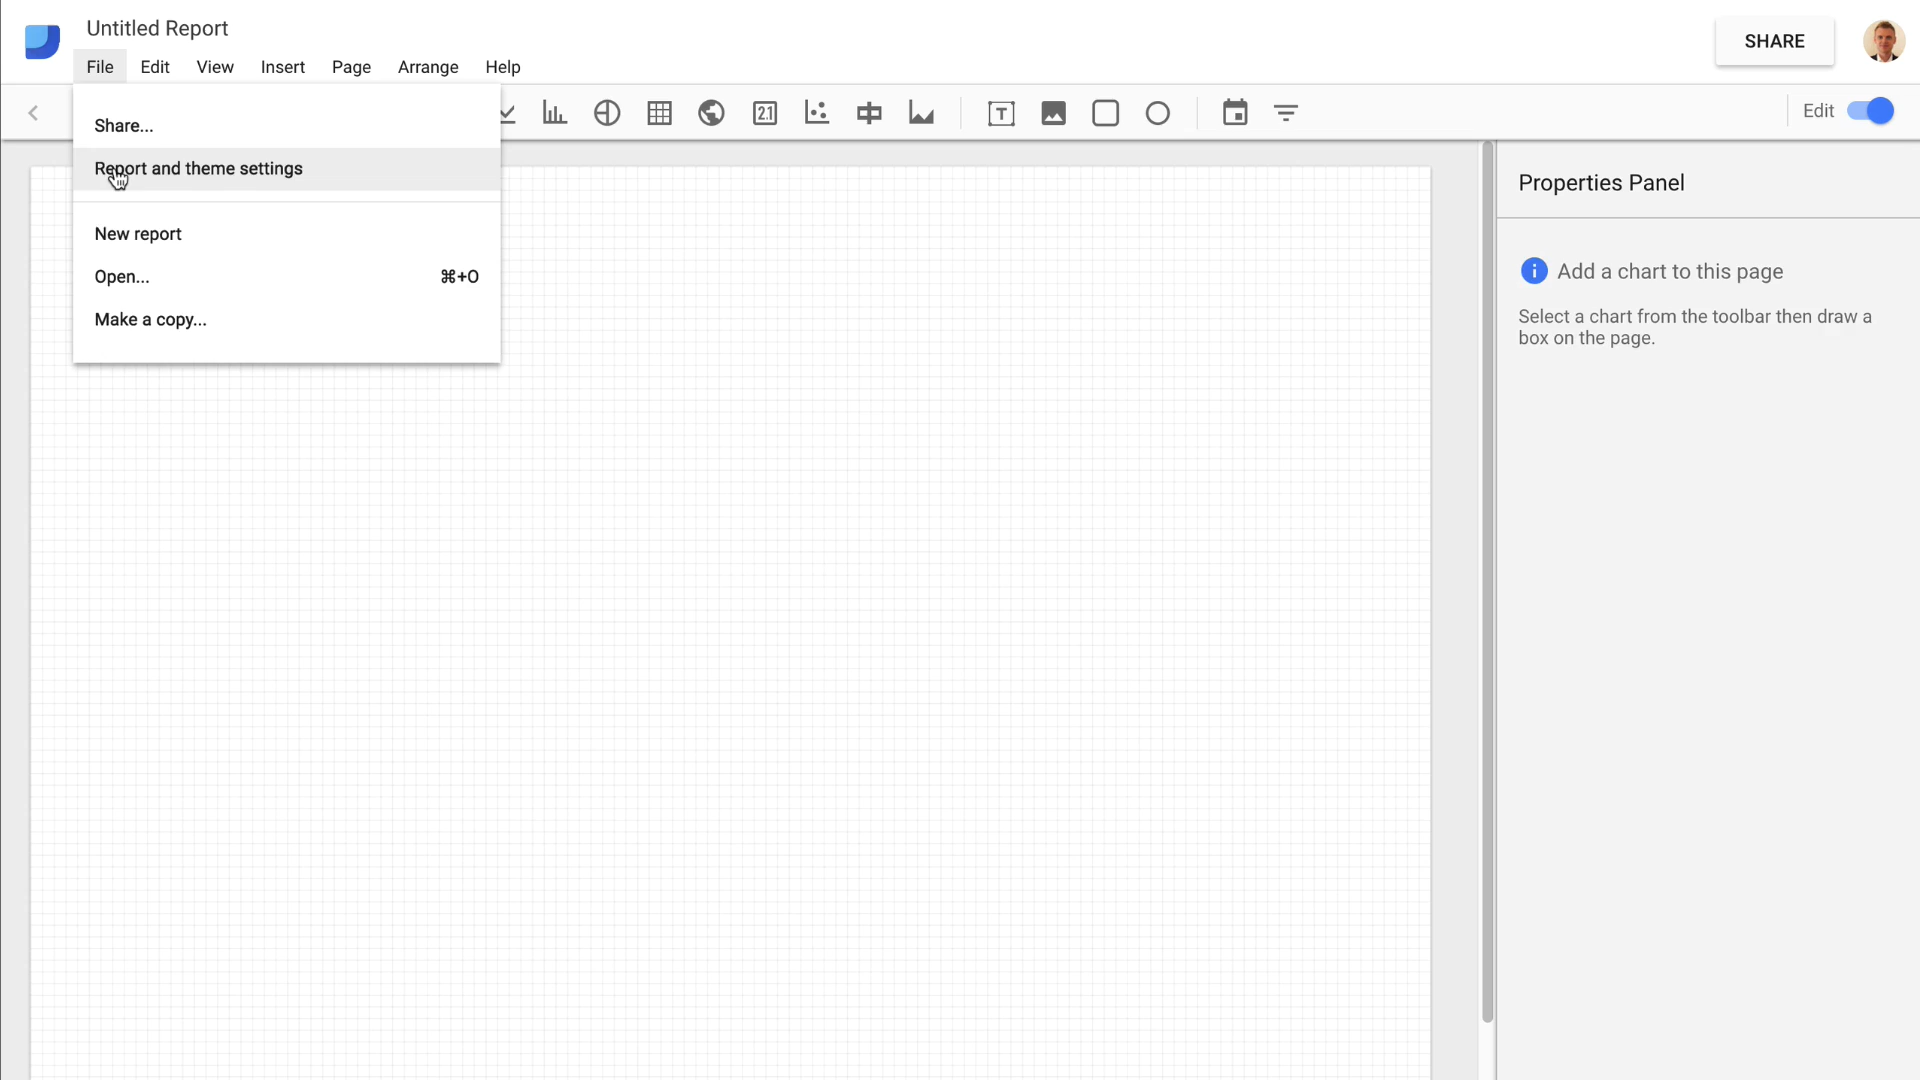 Untitled Report
SHARE
File Edit View Insert Page Arrange Help
Share...
Report and theme settings
New report
Open... ⌘+O
Make a copy...
2.1
T
Edit
Properties Panel
i Add a chart to this page
Select a chart from the toolbar then draw a
box on the page.